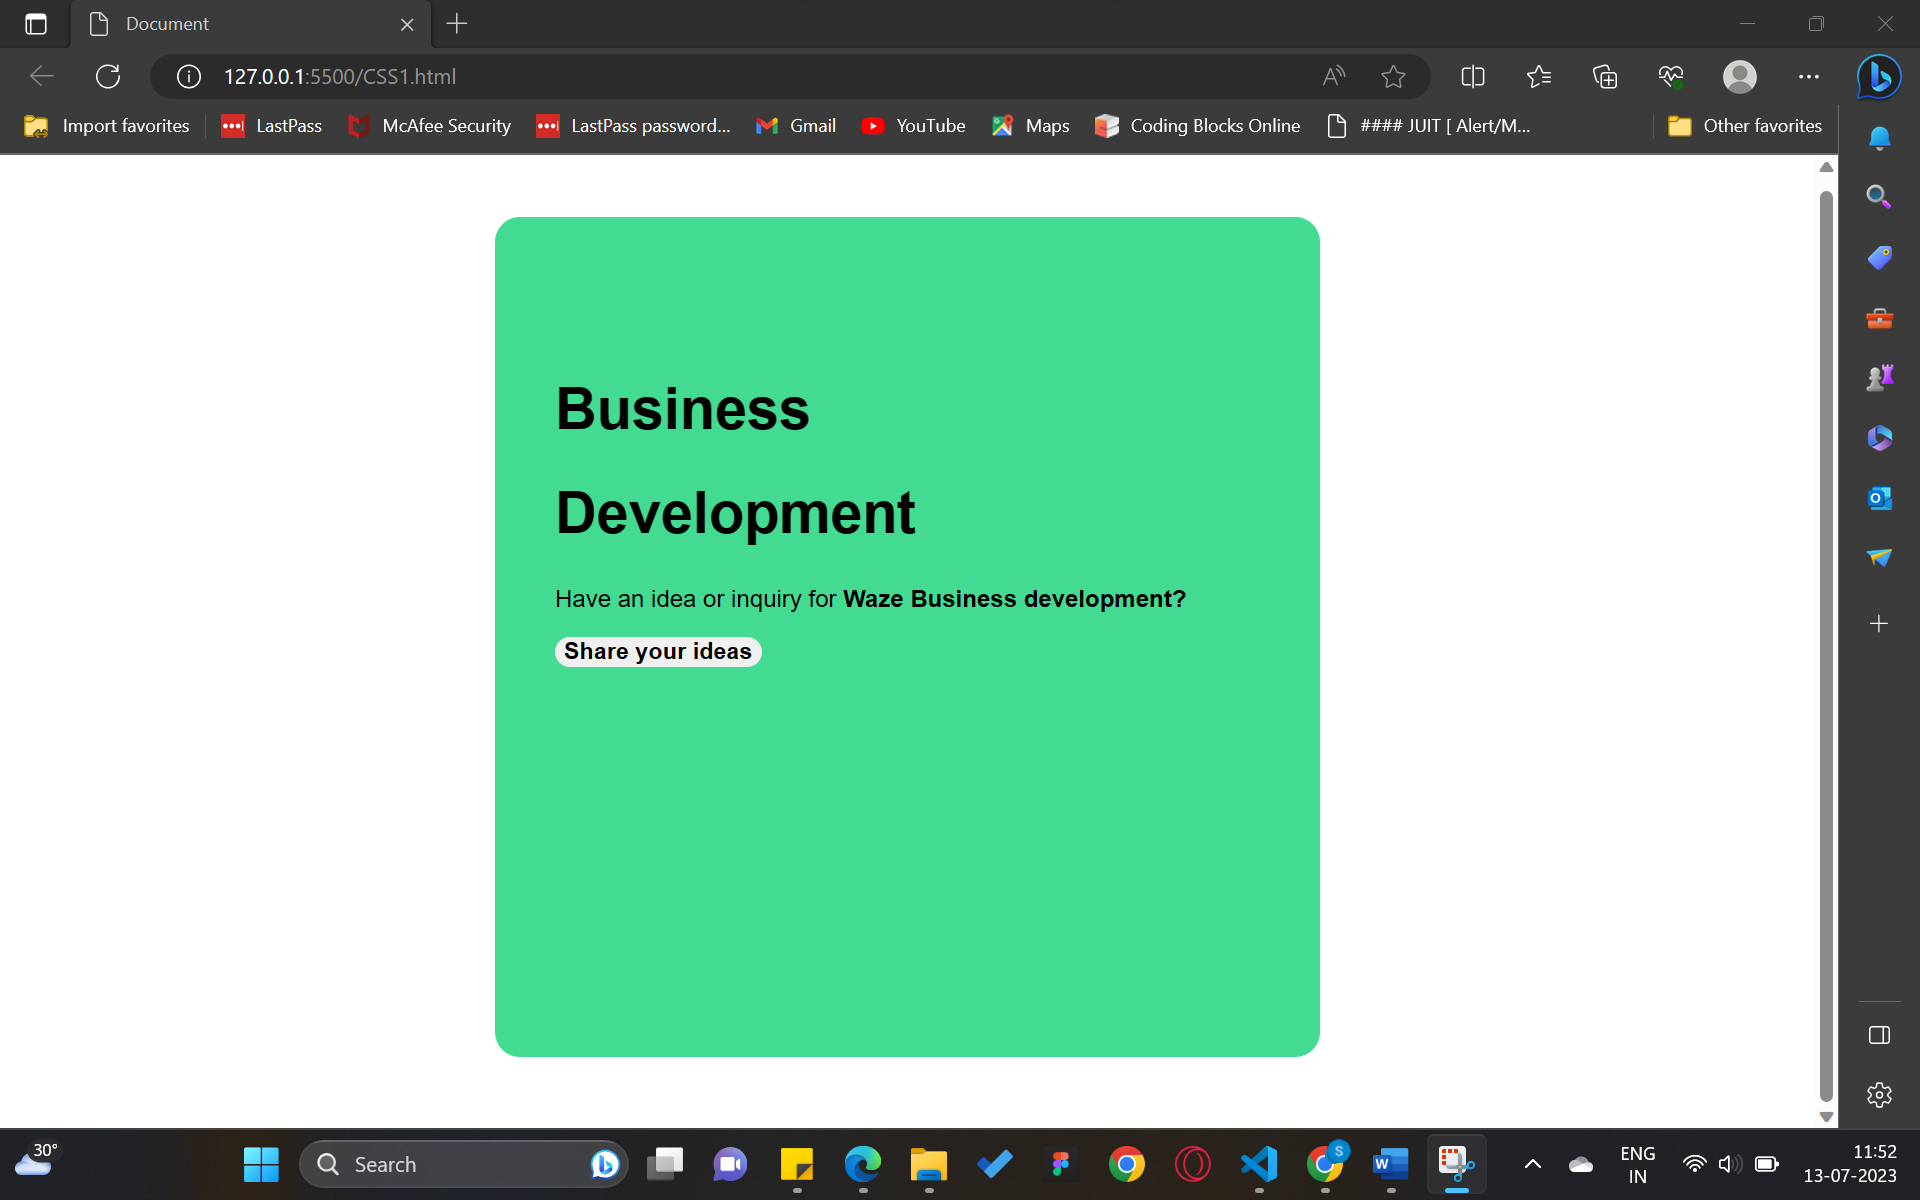 Document
127.0.0.1:5500/CSS1.html
Import favorites LastPass McAfee Security LastPass password... Gmail YouTube Maps Coding Blocks Online #### JUIT [ Alert/M... Other favorites
Business
Development
Have an idea or inquiry for Waze Business development?
Share your ideas
30°
Search
ENG
IN
11:52
13-07-2023